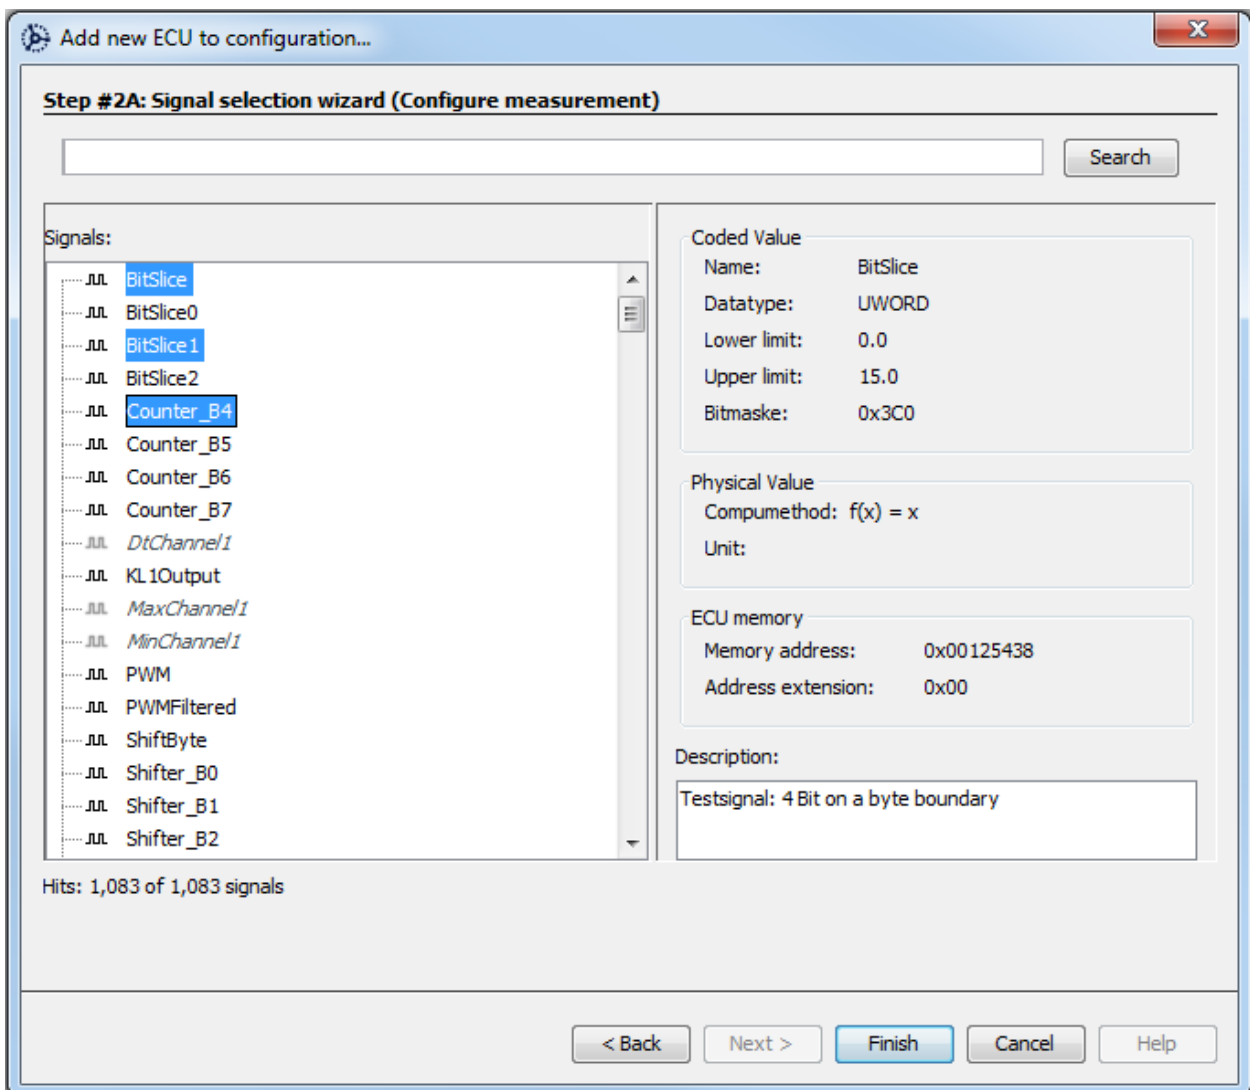 Add new ECU to configuration...
Step #2A: Signal selection wizard (Configure measurement)
Search
Signals:
BitSlice
BitSlice0
BitSlice1
BitSlice2
Counter_B4
Counter_B5
Counter_B6
Counter_B7
DtChannel1
KL1Output
MaxChannel1
MinChannel1
PWM
PWMFiltered
ShiftByte
Shifter_B0
Shifter_B1
Shifter_B2
Coded Value
Name: BitSlice
Datatype: UWORD
Lower limit: 0.0
Upper limit: 15.0
Bitmaske: 0x3C0
Physical Value
Compumethod: f(x) = x
Unit:
ECU memory
Memory address: 0x00125438
Address extension: 0x00
Description:
Testsignal: 4 Bit on a byte boundary
Hits: 1,083 of 1,083 signals
< Back Next > Finish Cancel Help